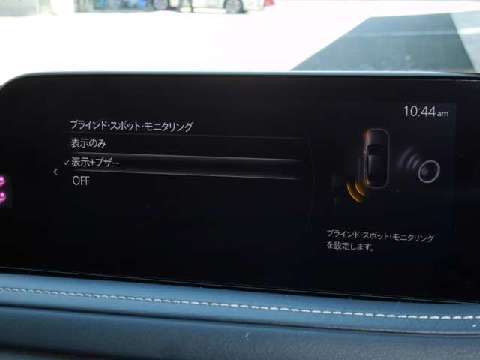 10:44am
ブラインド・スポット・モニタリング
表示のみ
✓表示+ブザー
OFF
ブラインド・スポット・モニタリング
を設定します。